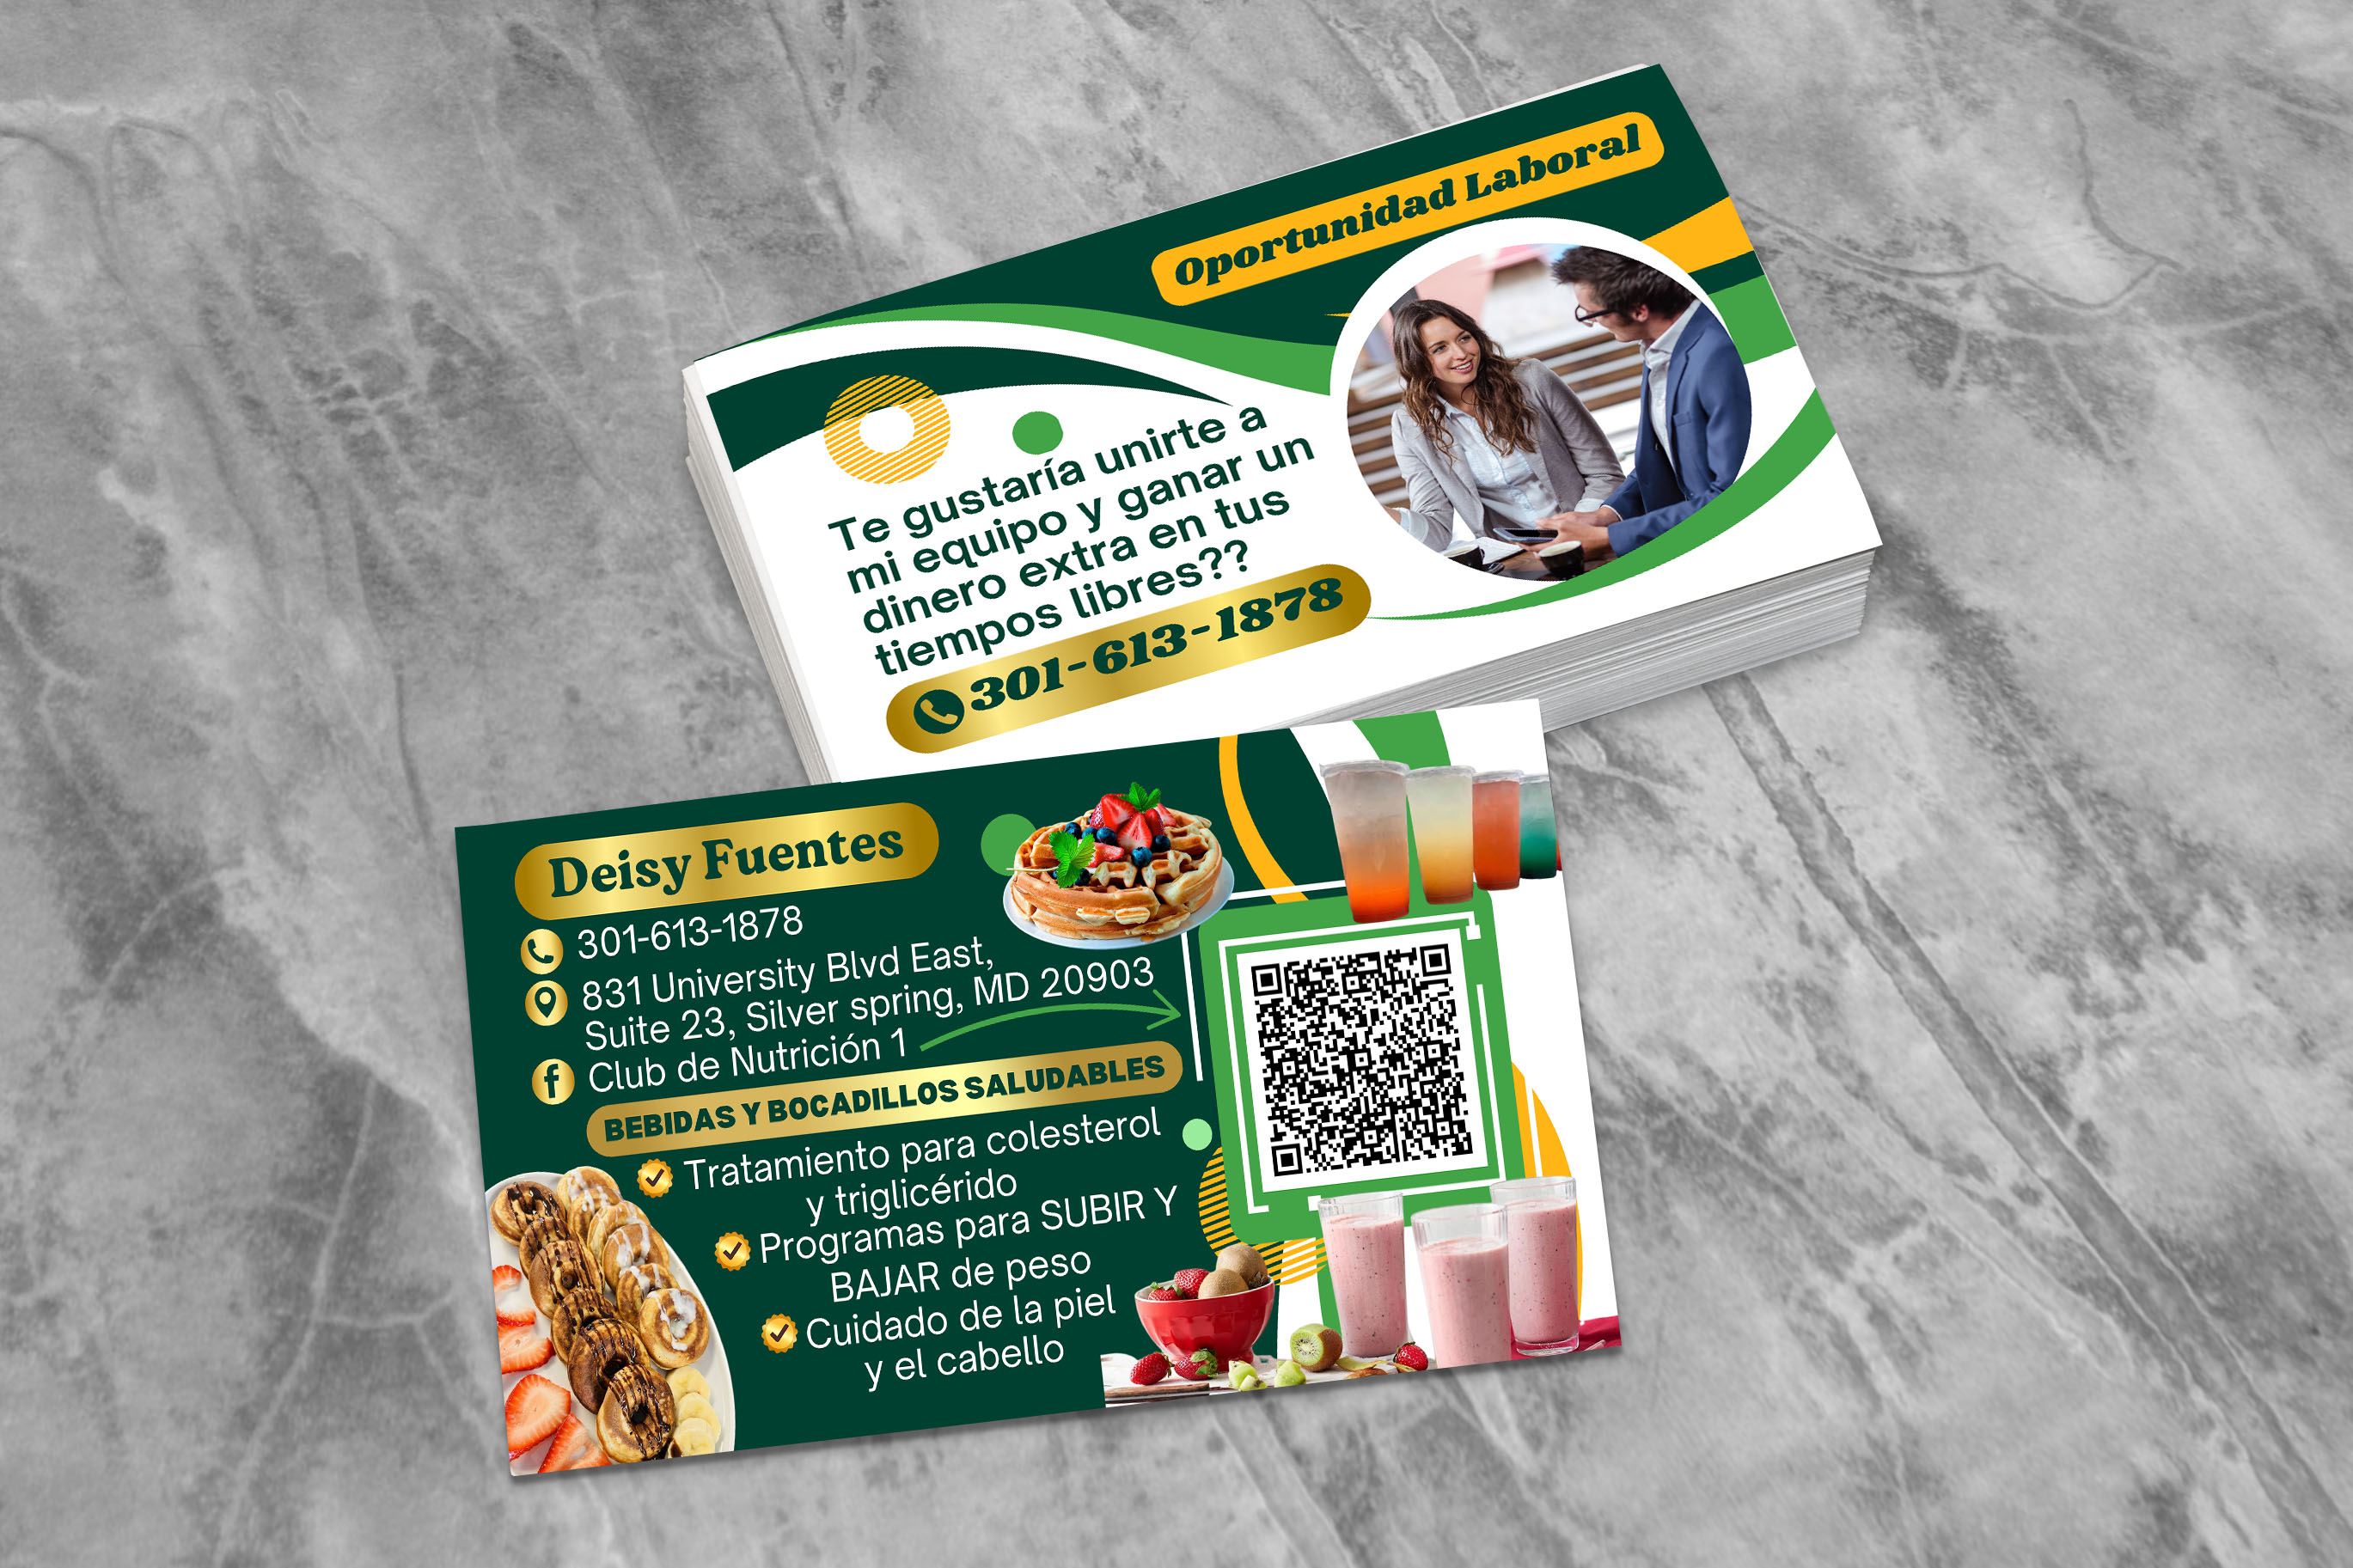 Oportunidad Laboral
Te gustaría unirte a
mi equipo y ganar un
dinero extra en tus
tiempos libres??
301-613-1878
Deisy Fuentes
301-613-1878
831 University Blvd East,
Suite 23, Silver spring, MD 20903
f Club de Nutrición 1
BEBIDAS Y BOCADILLOS SALUDABLES
Tratamiento para colesterol
y triglicérido
Programas para SUBIR Y
BAJAR de peso
Cuidado de la piel
y el cabello